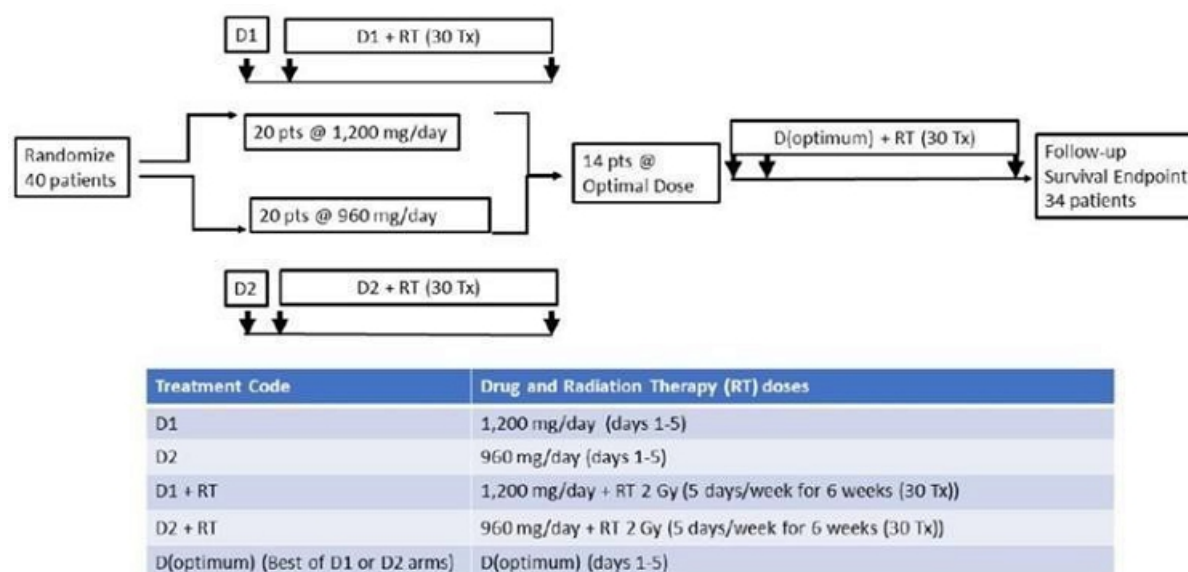 D1
D1 + RT (30 Tx)
20 pts @ 1,200 mg/day
Randomize
40 patients
14 pts @
Optimal Dose
D(optimum) + RT (30 Tx)
Follow-up
Survival Endpoint
34 patients
20 pts @ 960 mg/day
D2
D2 + RT (30 Tx)
Treatment Code Drug and Radiation Therapy (RT) doses
D1 1,200 mg/day (days 1-5)
D2 960 mg/day (days 1-5)
D1 + RT 1,200 mg/day + RT 2 Gy (5 days/week for 6 weeks (30 Tx))
D2 + RT 960 mg/day + RT 2 Gy (5 days/week for 6 weeks (30 Tx))
D(optimum) (Best of D1 or D2 arms) D(optimum) (days 1-5)